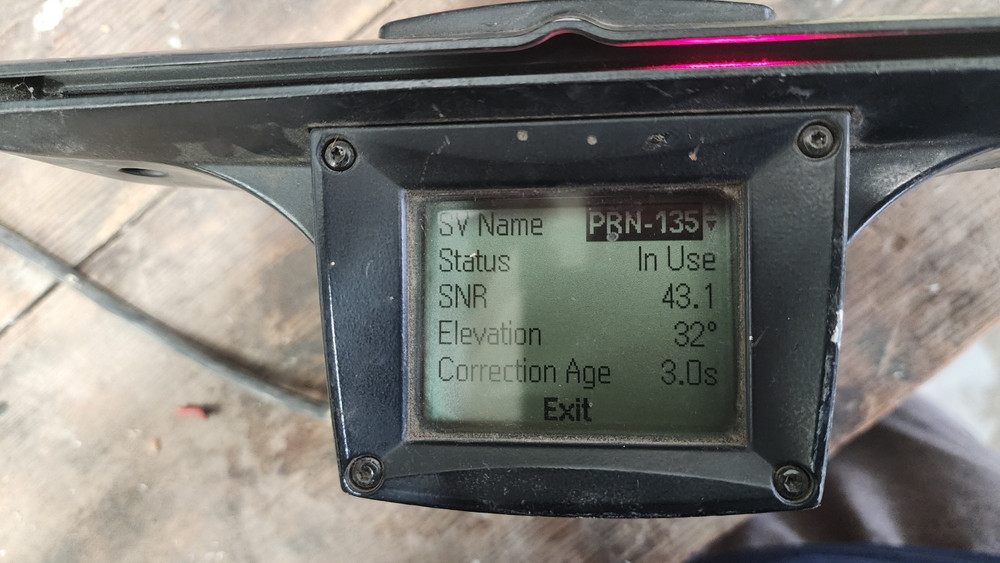 SV Name PRN-135
Status In Use
SNR 43.1
Elevation 32°
Correction Age 3.0s
Exit